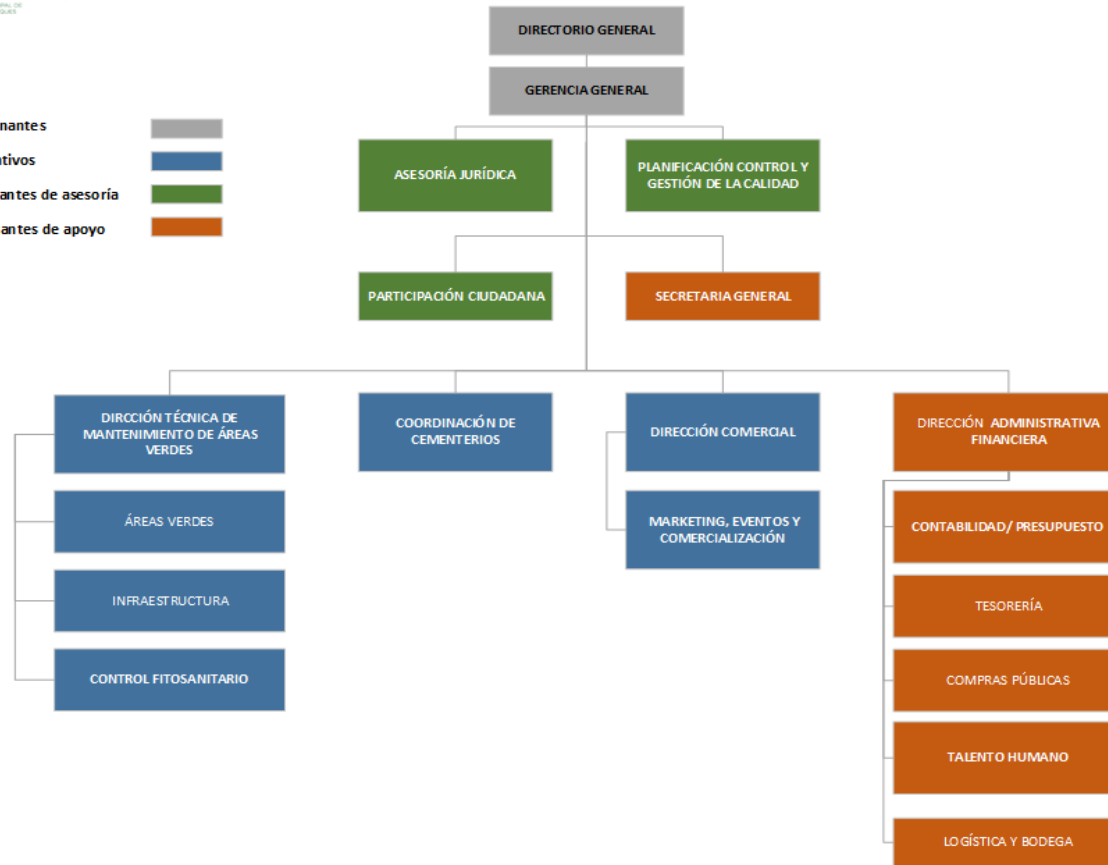 DIRECTORIO GENERAL
GERENCIA GENERAL
nantes
tivos
antes de asesoría
antes de apoyo
ASESORÍA JURÍDICA
PLANIFICACIÓN CONTROL Y
GESTIÓN DE LA CALIDAD
PARTICIPACIÓN CIUDADANA
SECRETARIA GENERAL
DIRCCIÓN TÉCNICA DE
MANTENIMIENTO DE ÁREAS
VERDES
COORDINACIÓN DE
CEMENTERIOS
DIRECCIÓN COMERCIAL
DIRECCIÓN ADMINISTRATIVA
FINANCIERA
ÁREAS VERDES
MARKETING, EVENTOS Y
COMERCIALIZACIÓN
CONTABILIDAD/ PRESUPUESTO
INFRAESTRUCTURA
TESORERÍA
CONTROL FITOSANITARIO
COMPRAS PÚBLICAS
TALENTO HUMANO
LOGÍSTICA Y BODEGA